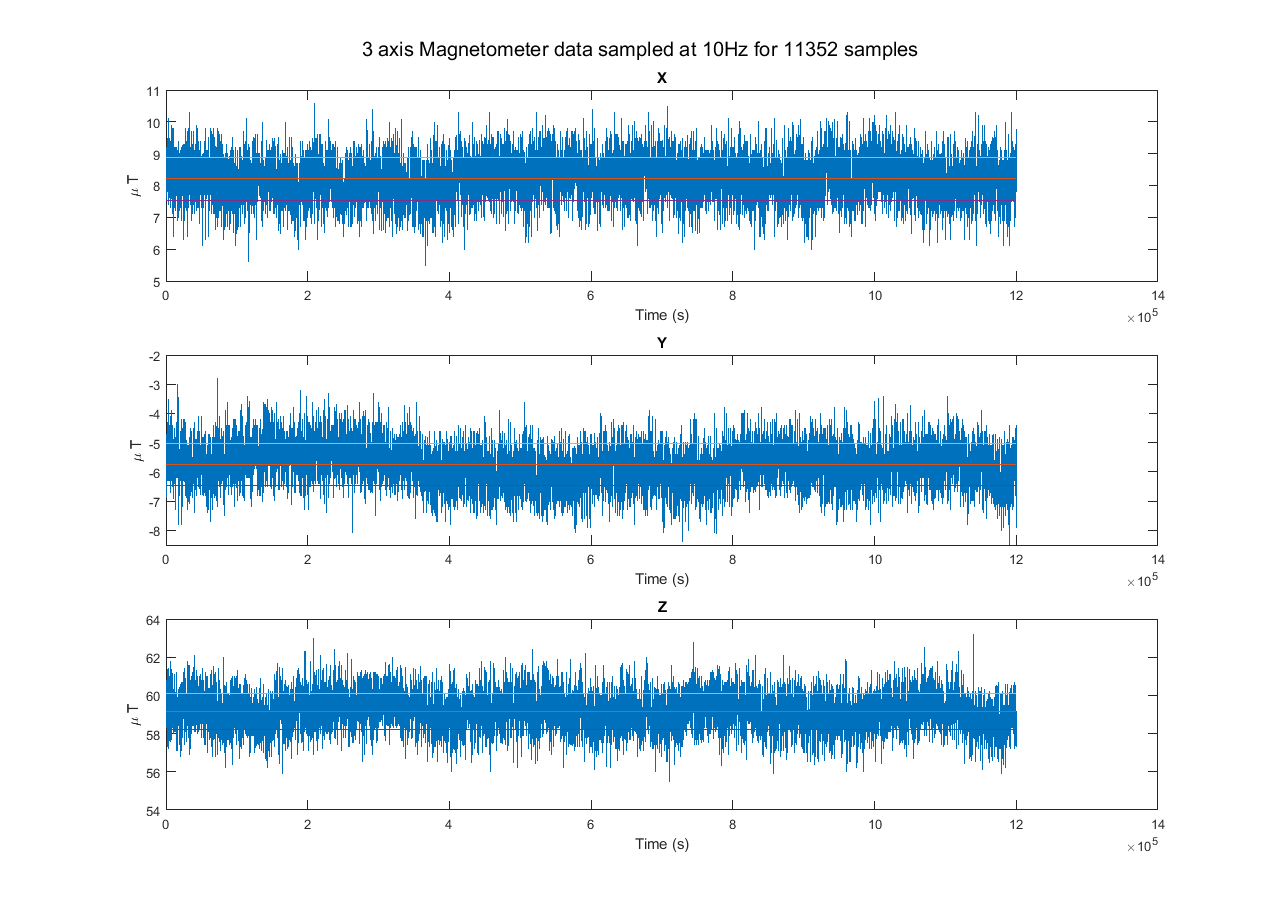 3 axis Magnetometer data sampled at 10Hz for 11352 samples
X
11
10
9
8
7
6
5
μ T
0 2 4 6 8 10 12 14
Time (s)
×10^5
Y
-2
-3
-4
-5
-6
-7
-8
μ T
0 2 4 6 8 10 12 14
Time (s)
×10^5
Z
64
62
60
58
56
54
μ T
0 2 4 6 8 10 12 14
Time (s)
×10^5